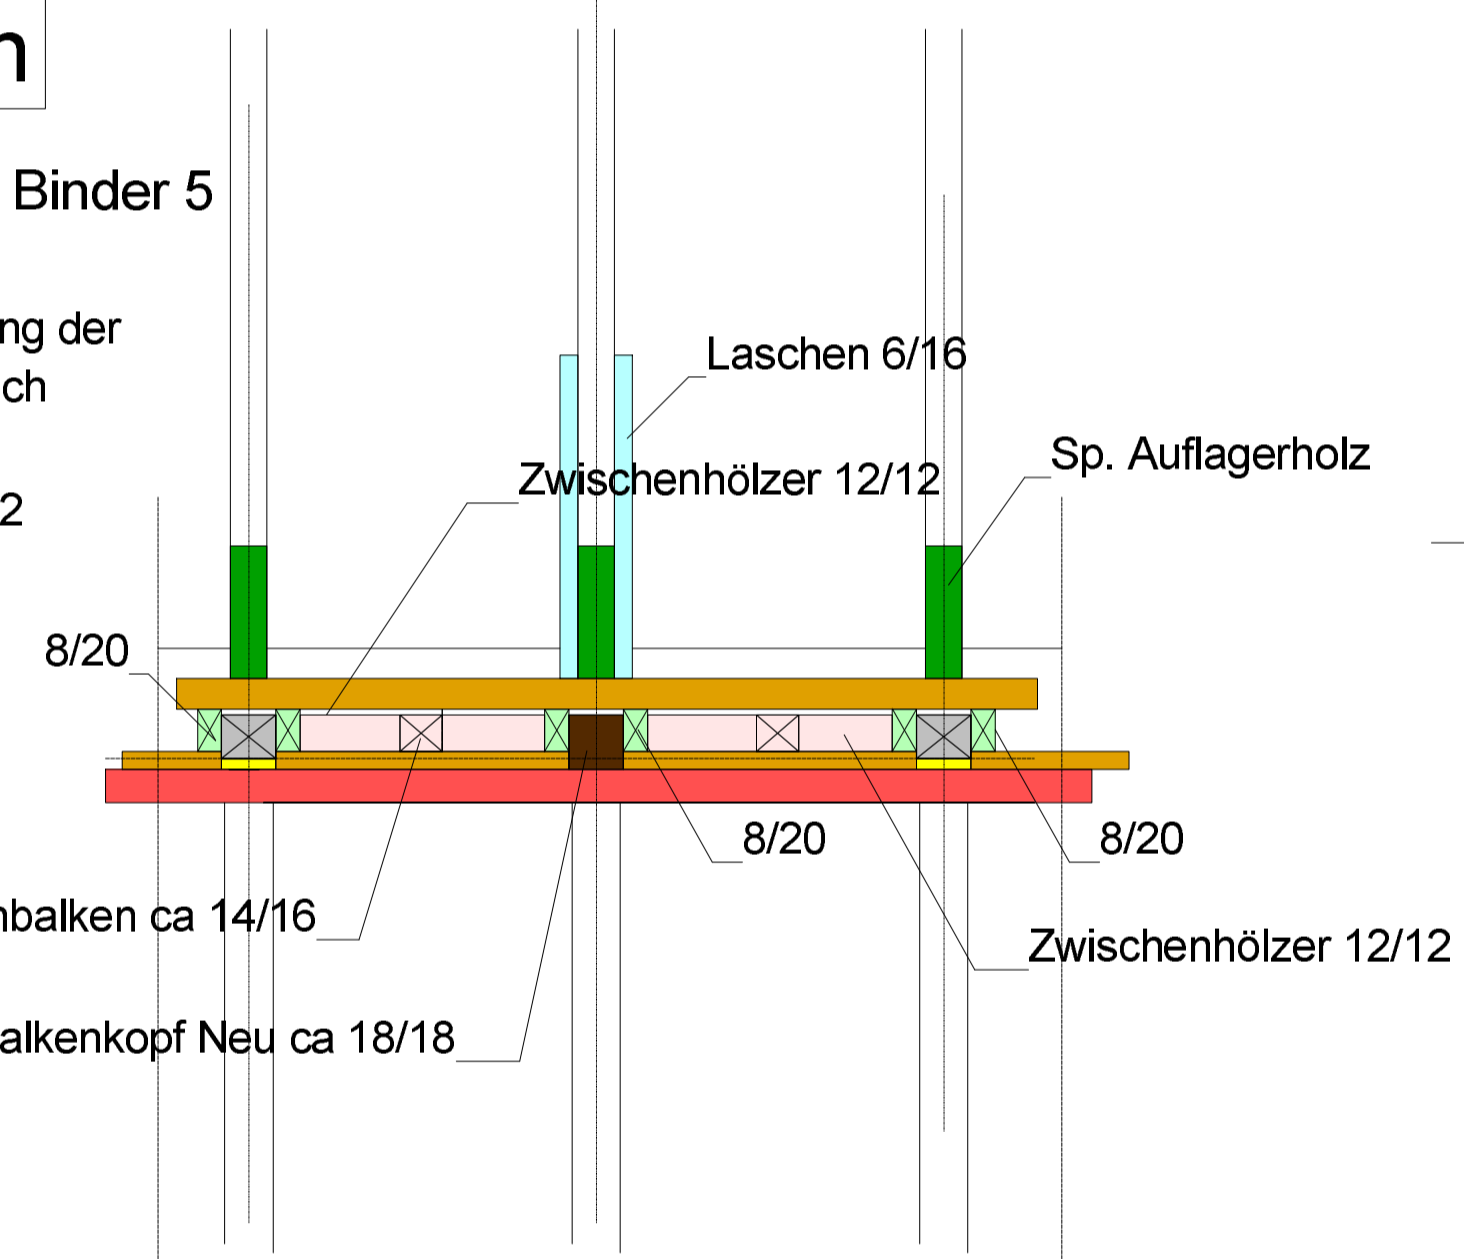 n
Binder 5
ng der
Laschen 6/16
ch
Sp. Auflagerholz
Zwischenhölzer 12/12
2
8/20
8/20
8/20
nbalken ca 14/16
Zwischenhölzer 12/12
alkenkopf Neu ca 18/18